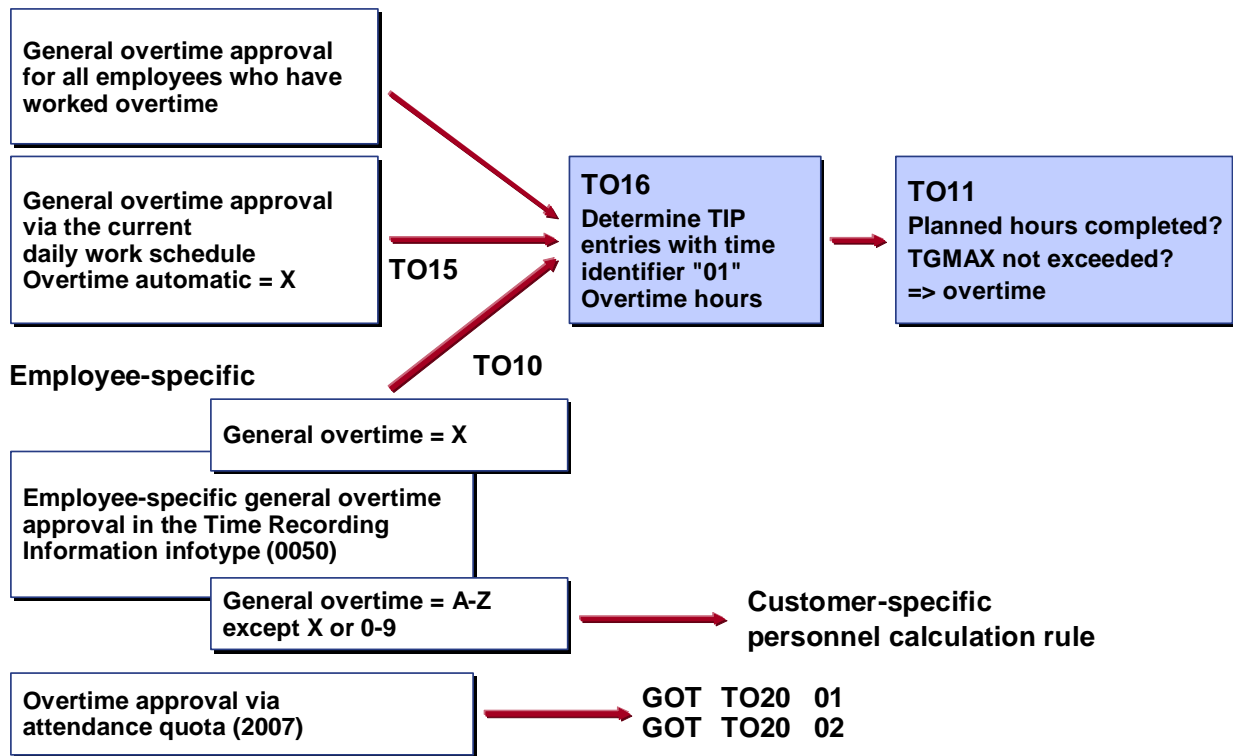 General overtime approval
for all employees who have
worked overtime
General overtime approval
via the current
daily work schedule
Overtime automatic = X
TO15
TO16
Determine TIP
entries with time
identifier "01"
Overtime hours
TO11
Planned hours completed?
TGMAX not exceeded?
=> overtime
TO10
Employee-specific
General overtime = X
Employee-specific general overtime
approval in the Time Recording
Information infotype (0050)
General overtime = A-Z
except X or 0-9
Customer-specific
personnel calculation rule
Overtime approval via
attendance quota (2007)
GOT TO20 01
GOT TO20 02